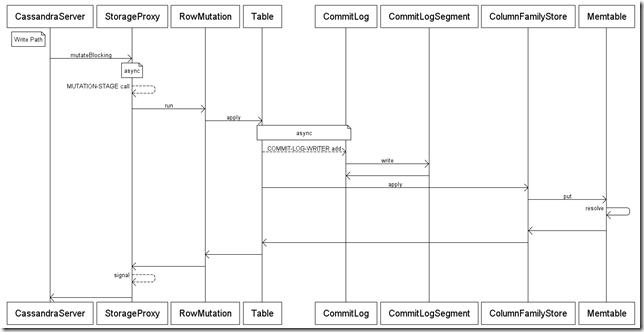 CassandraServer StorageProxy RowMutation Table CommitLog CommitLogSegment ColumnFamilyStore Memtable
Write Path
mutateBlocking
async
MUTATION-STAGE call
run
apply
async
COMMIT-LOG-WRITER add
write
apply
put
resolve
signal
CassandraServer StorageProxy RowMutation Table CommitLog CommitLogSegment ColumnFamilyStore Memtable